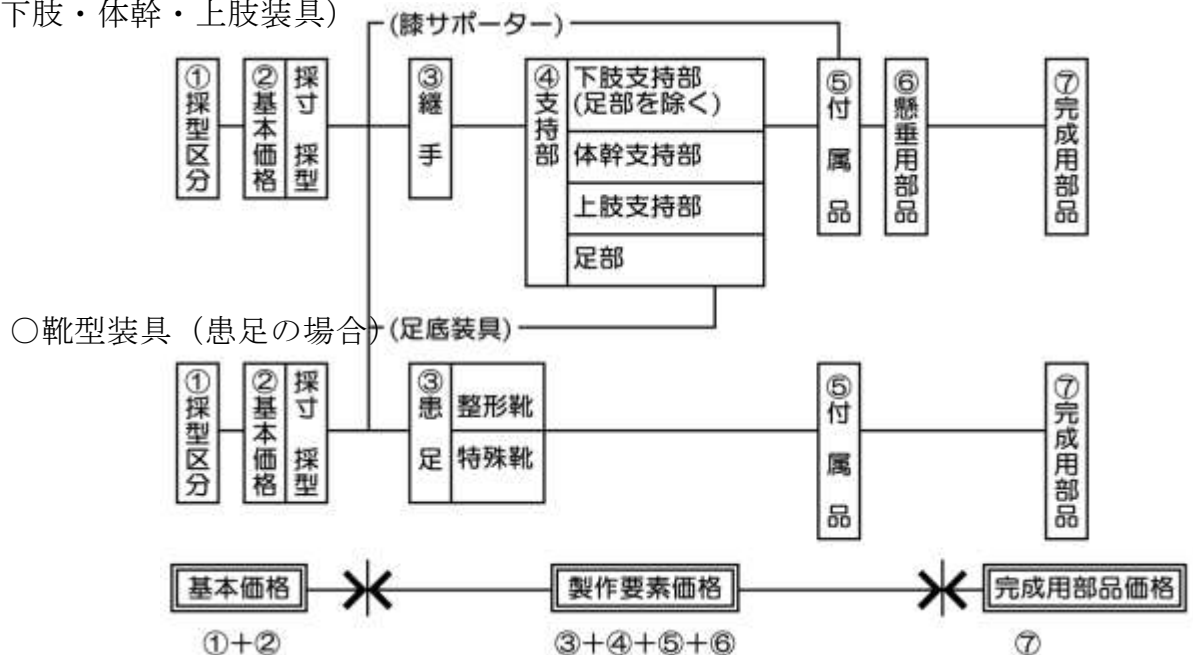 下肢・体幹・上肢装具）
(膝サポーター)
①採型区分
②基本価格
採寸 採型
③継手
④支持部
下肢支持部
(足部を除く)
体幹支持部
上肢支持部
足部
⑤付属品
⑥懸垂用部品
⑦完成用部品
○靴型装具（患足の場合）
(足底装具)
①採型区分
②基本価格
採寸 採型
③患足
整形靴
特殊靴
⑤付属品
⑦完成用部品
基本価格
製作要素価格
完成用部品価格
①+②
③+④+⑤+⑥
⑦